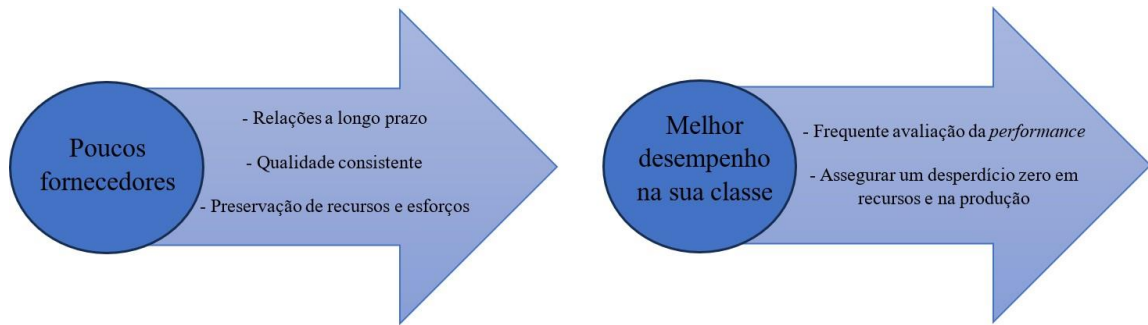 Poucos
fornecedores
- Relações a longo prazo
- Qualidade consistente
- Preservação de recursos e esforços
Melhor
desempenho
na sua classe
- Frequente avaliação da performance
- Assegurar um desperdício zero em
recursos e na produção